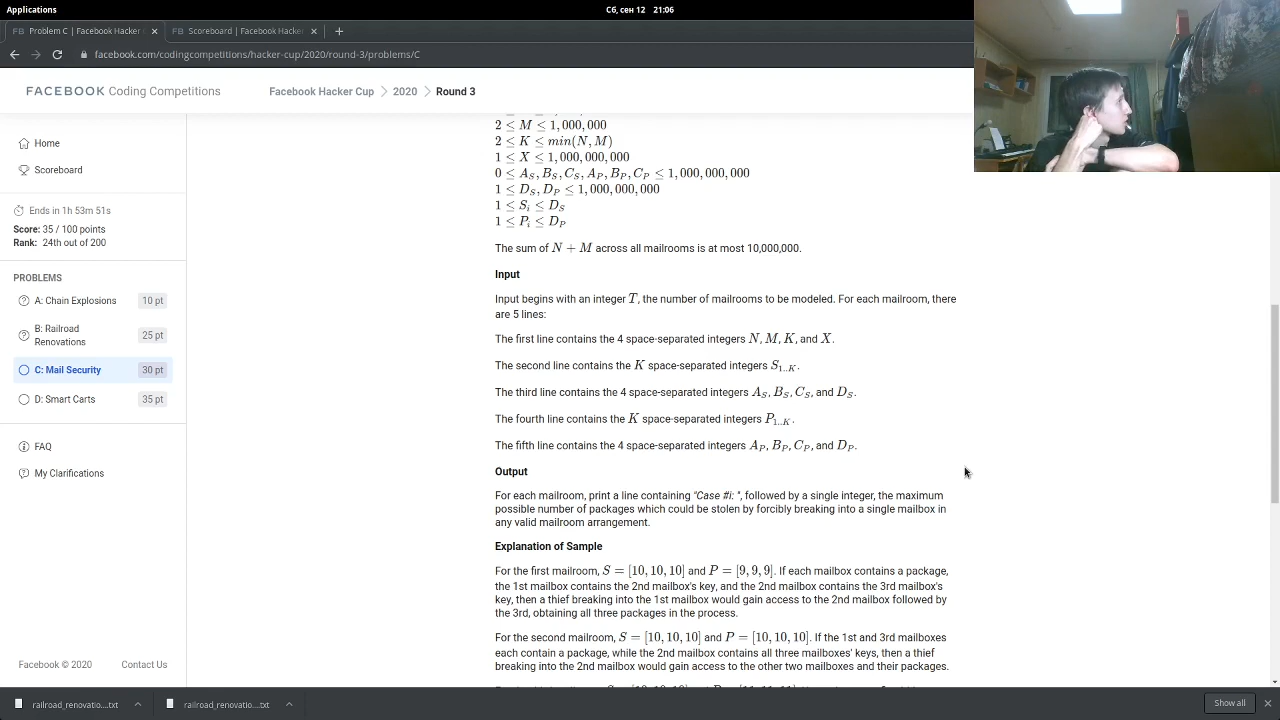 Applications
Сб, сен 12 21:06
Problem C | Facebook Hacker
Scoreboard | Facebook Hacker
facebook.com/codingcompetitions/hacker-cup/2020/round-3/problems/C
FACEBOOK Coding Competitions
Facebook Hacker Cup
2020
Round 3
Home
Scoreboard
Ends in 1h 53m 51s
Score: 35 / 100 points
Rank: 24th out of 200
PROBLEMS
A: Chain Explosions 10 pt
B: Railroad Renovations 25 pt
C: Mail Security 30 pt
D: Smart Carts 35 pt
FAQ
My Clarifications
Facebook © 2020 Contact Us
2 ≤ M ≤ 1,000,000
2 ≤ K ≤ min(N, M)
1 ≤ X ≤ 1,000,000,000
0 ≤ A_S, B_S, C_S, A_P, B_P, C_P ≤ 1,000,000,000
1 ≤ D_S, D_P ≤ 1,000,000,000
1 ≤ S_i ≤ D_S
1 ≤ P_i ≤ D_P
The sum of N + M across all mailrooms is at most 10,000,000.
Input
Input begins with an integer T, the number of mailrooms to be modeled. For each mailroom, there
are 5 lines:
The first line contains the 4 space-separated integers N, M, K, and X.
The second line contains the K space-separated integers S_{1..K}.
The third line contains the 4 space-separated integers A_S, B_S, C_S, and D_S.
The fourth line contains the K space-separated integers P_{1..K}.
The fifth line contains the 4 space-separated integers A_P, B_P, C_P, and D_P.
Output
For each mailroom, print a line containing "Case #i: ", followed by a single integer, the maximum
possible number of packages which could be stolen by forcibly breaking into a single mailbox in
any valid mailroom arrangement.
Explanation of Sample
For the first mailroom, S = [10, 10, 10] and P = [9, 9, 9]. If each mailbox contains a package,
the 1st mailbox contains the 2nd mailbox's key, and the 2nd mailbox contains the 3rd mailbox's
key, then a thief breaking into the 1st mailbox would gain access to the 2nd mailbox followed by
the 3rd, obtaining all three packages in the process.
For the second mailroom, S = [10, 10, 10] and P = [10, 10, 10]. If the 1st and 3rd mailboxes
each contain a package, while the 2nd mailbox contains all three mailboxes' keys, then a thief
breaking into the 2nd mailbox would gain access to the other two mailboxes and their packages.
railroad_renovatio....txt
railroad_renovatio....txt
Show all